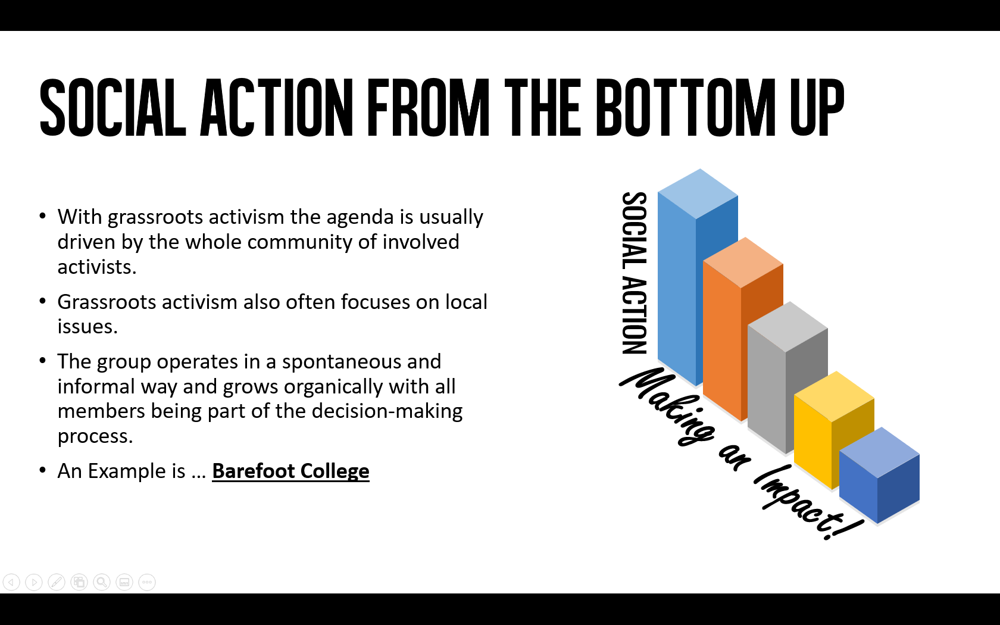 SOCIAL ACTION FROM THE BOTTOM UP
• With grassroots activism the agenda is usually
driven by the whole community of involved
activists.
• Grassroots activism also often focuses on local
issues.
• The group operates in a spontaneous and
informal way and grows organically with all
members being part of the decision-making
process.
• An Example is … Barefoot College
SOCIAL ACTION
Making an Impact!